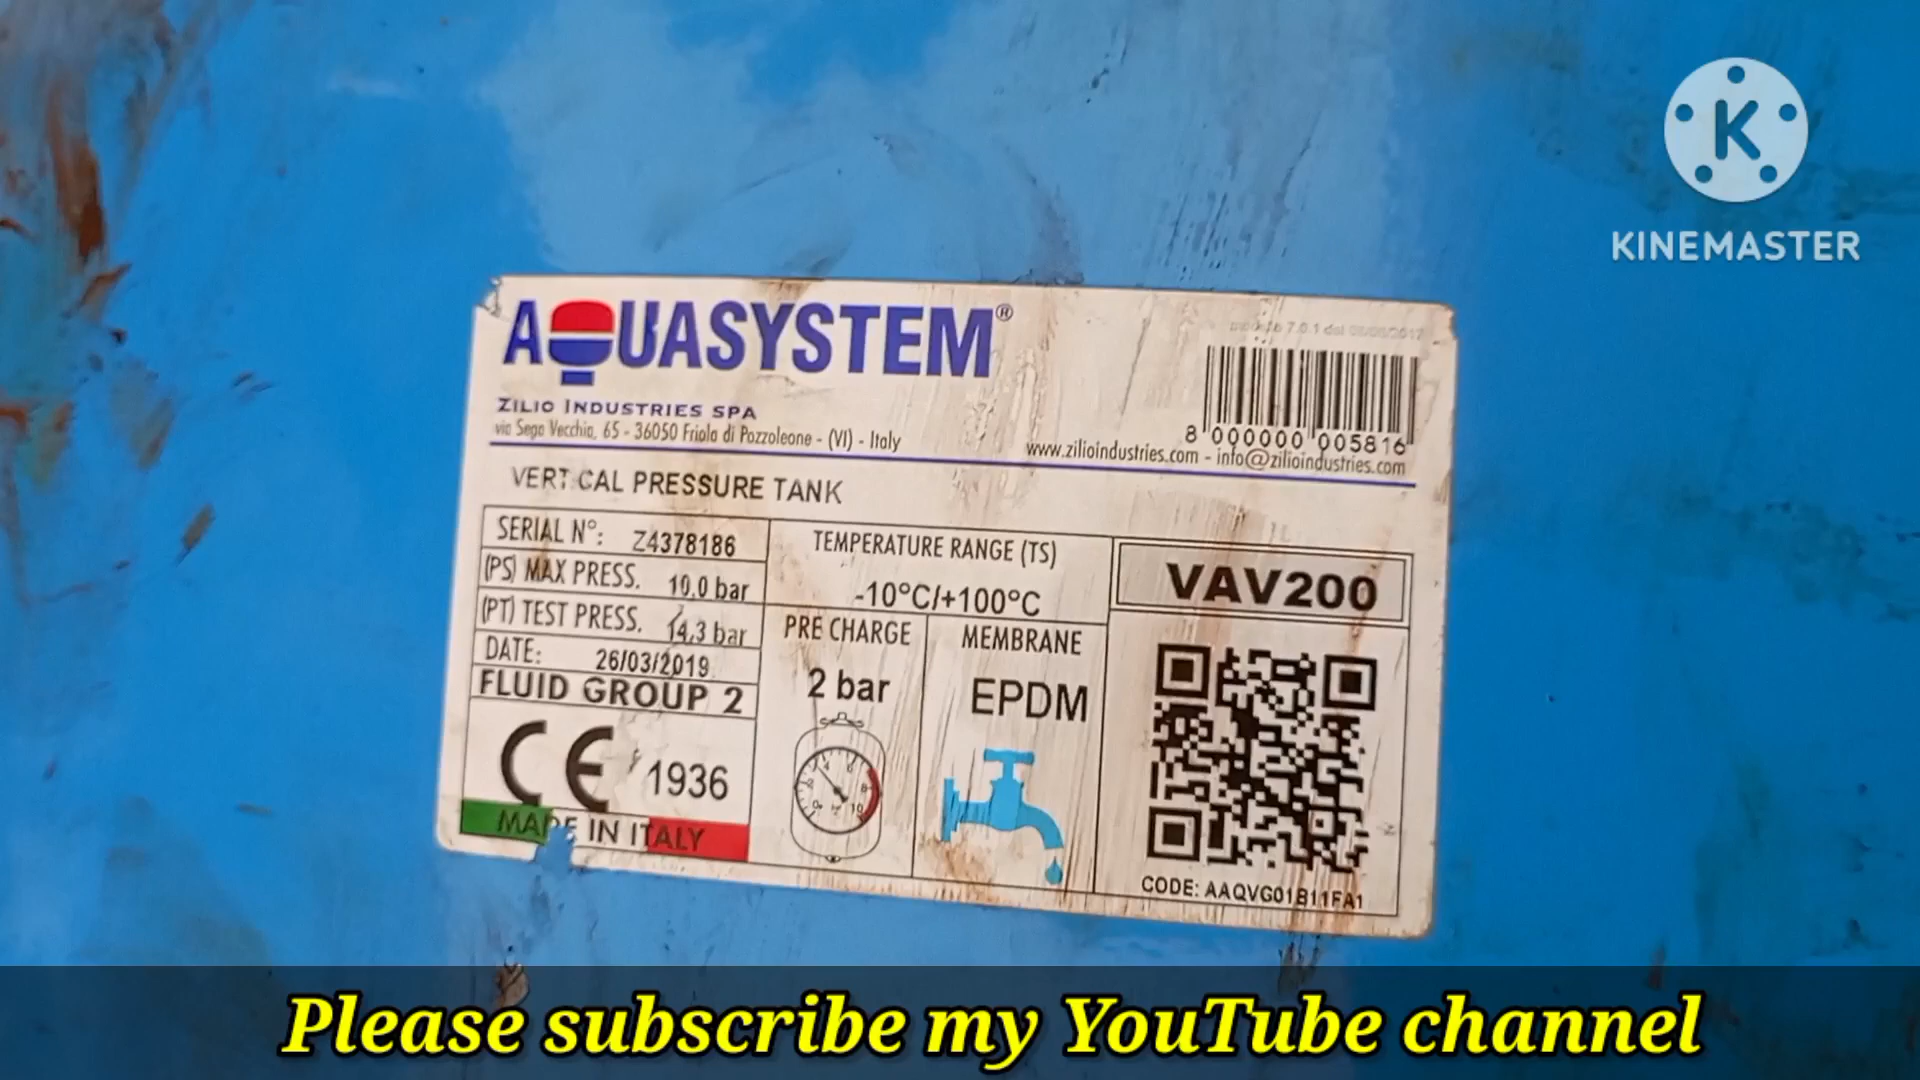 KINEMASTER
AQUASYSTEM®
ZILIO INDUSTRIES SPA
via Sega Vecchia, 65 - 36050 Friola di Pozzoleone - (VI) - Italy
8 000000 005816
www.zilioindustries.com - info@zilioindustries.com
VERTICAL PRESSURE TANK
SERIAL N°: Z4378186
(PS) MAX PRESS. 10.0 bar
(PT) TEST PRESS. 14,3 bar
DATE: 26/03/2019
FLUID GROUP 2
CE 1936
MADE IN ITALY
TEMPERATURE RANGE (TS)
-10°C/+100°C
PRE CHARGE
2 bar
MEMBRANE
EPDM
VAV200
CODE: AAQVG01B11FA1
Please subscribe my YouTube channel